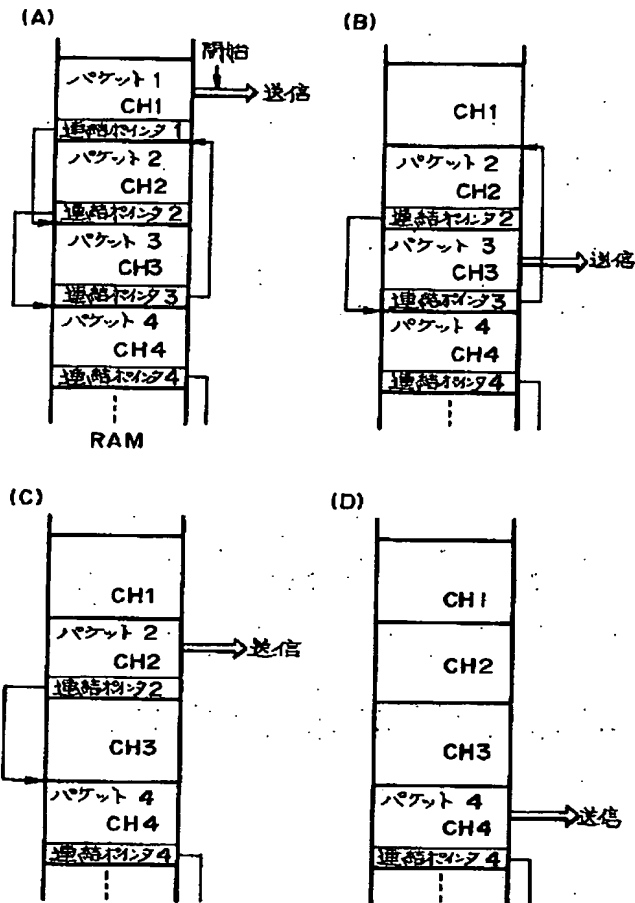 (A)
開始
パケット 1
送信
CH1
連結ポインタ1
パケット 2
CH2
連結ポインタ2
パケット 3
CH3
連結ポインタ3
パケット 4
CH4
連結ポインタ4
RAM
(B)
CH1
パケット 2
CH2
連結ポインタ2
パケット 3
送信
CH3
連結ポインタ3
パケット 4
CH4
連結ポインタ4
(C)
CH1
パケット 2
送信
CH2
連結ポインタ2
CH3
パケット 4
CH4
連結ポインタ4
(D)
CH1
CH2
CH3
パケット 4
送信
CH4
連結ポインタ4